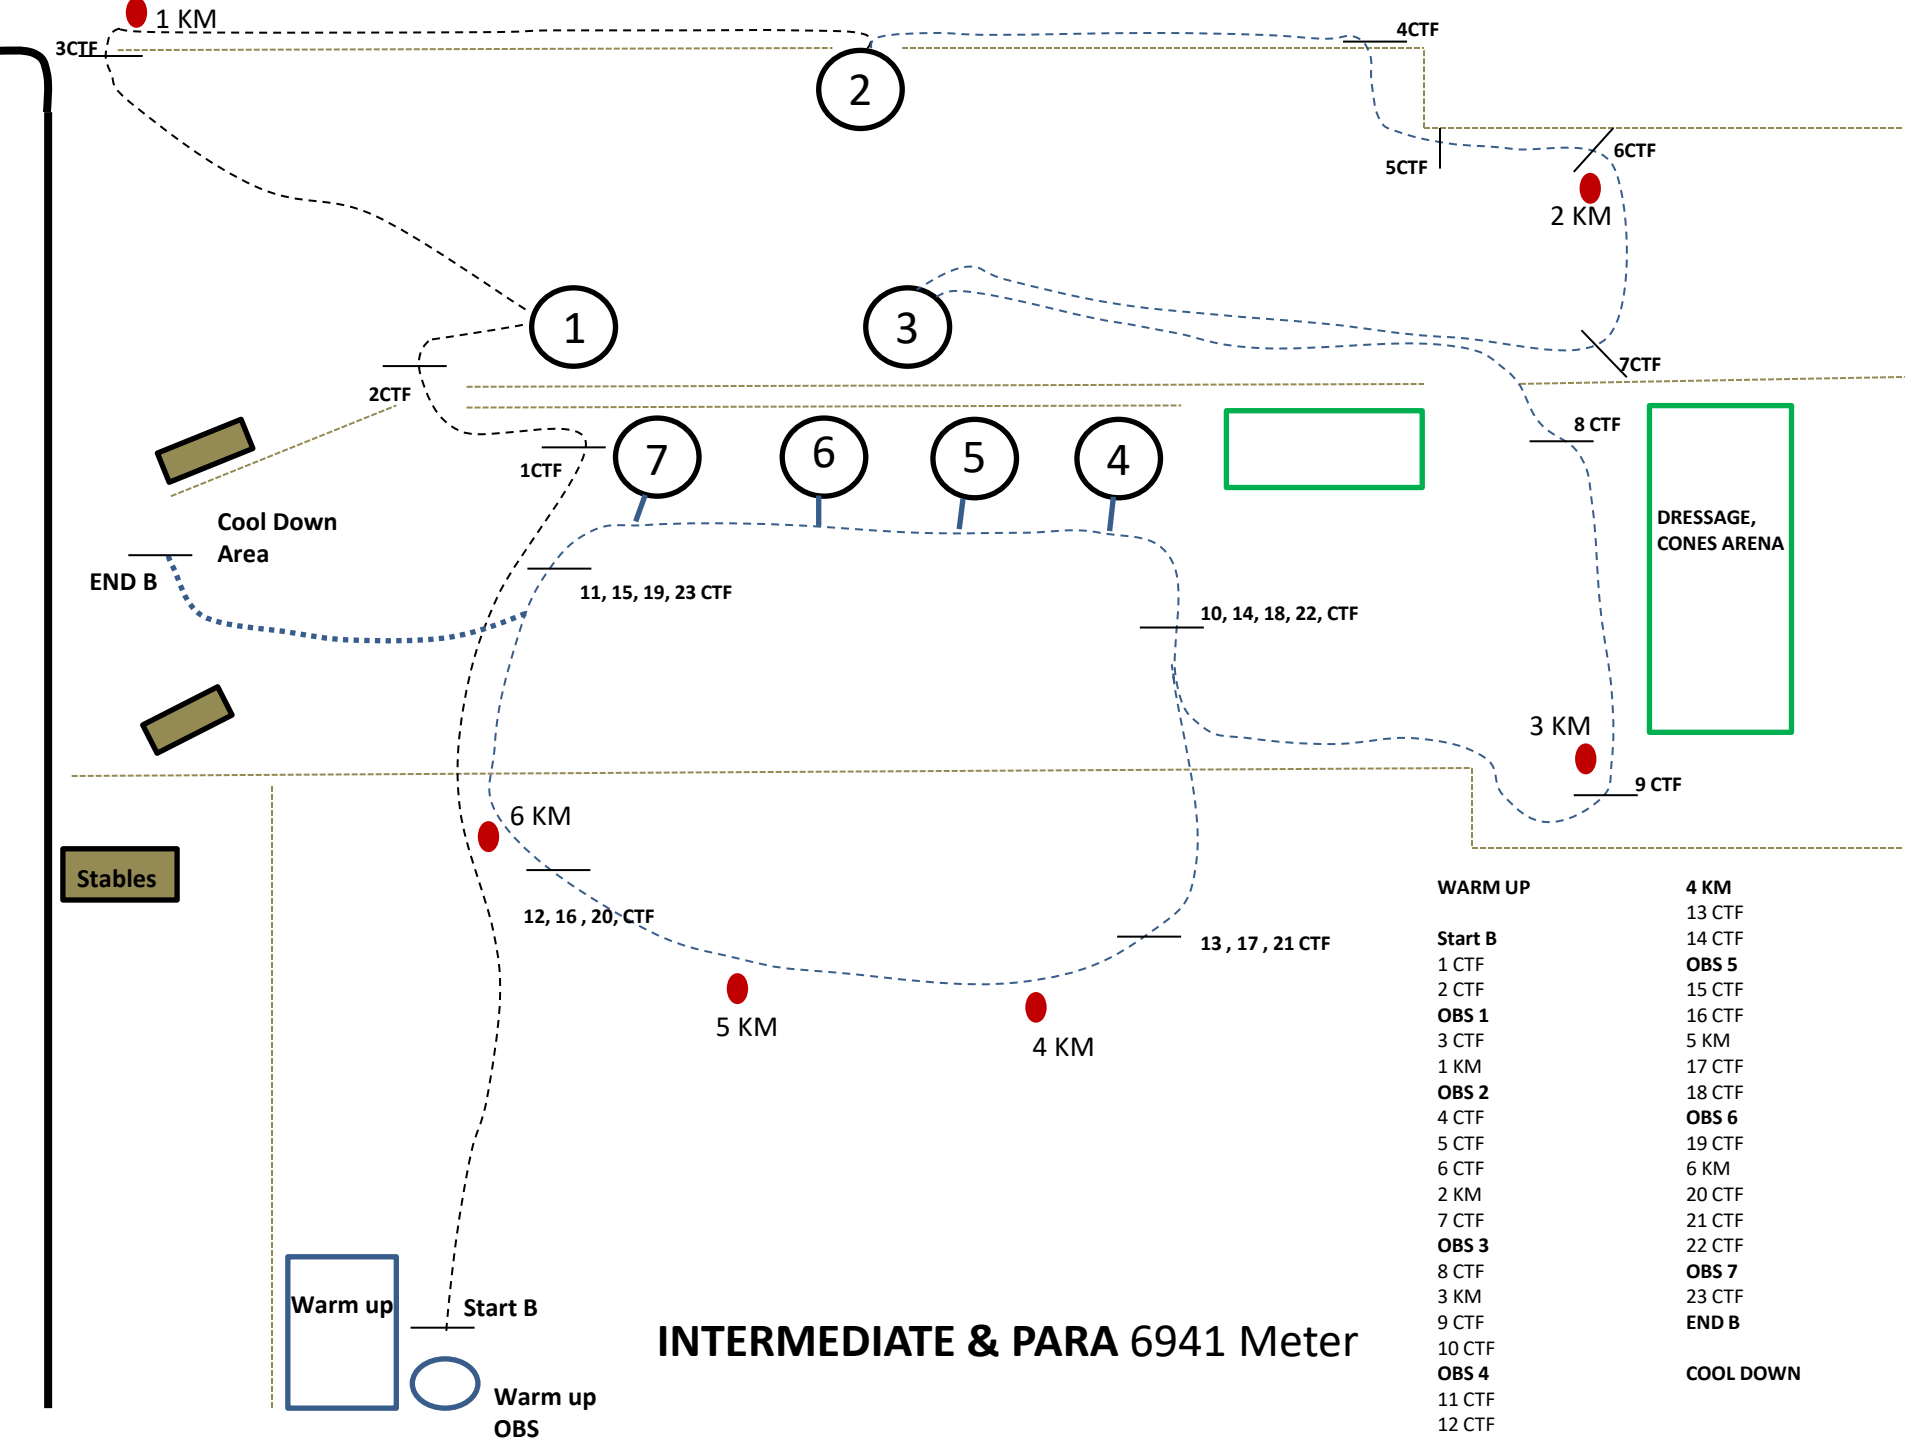 1 KM
3CTF
4CTF
2
5CTF
6CTF
2 KM
1
3
7CTF
2CTF
8 CTF
1CTF
7
6
5
4
Cool Down
Area
DRESSAGE,
CONES ARENA
END B
11, 15, 19, 23 CTF
10, 14, 18, 22, CTF
3 KM
9 CTF
6 KM
Stables
12, 16 , 20, CTF
13 , 17 , 21 CTF
5 KM
4 KM
Warm up
Start B
Warm up
OBS
INTERMEDIATE & PARA 6941 Meter
WARM UP
Start B
1 CTF
2 CTF
OBS 1
3 CTF
1 KM
OBS 2
4 CTF
5 CTF
6 CTF
2 KM
7 CTF
OBS 3
8 CTF
3 KM
9 CTF
10 CTF
OBS 4
11 CTF
12 CTF
4 KM
13 CTF
14 CTF
OBS 5
15 CTF
16 CTF
5 KM
17 CTF
18 CTF
OBS 6
19 CTF
6 KM
20 CTF
21 CTF
22 CTF
OBS 7
23 CTF
END B
COOL DOWN